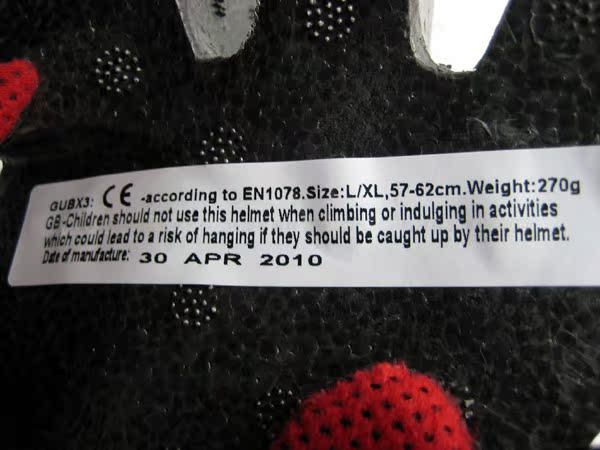 GUBX3: CE -according to EN1078.Size:L/XL,57-62cm.Weight:270g
GB-Children should not use this helmet when climbing or indulging in activities
which could lead to a risk of hanging if they should be caught up by their helmet.
Date of manufacture: 30 APR 2010